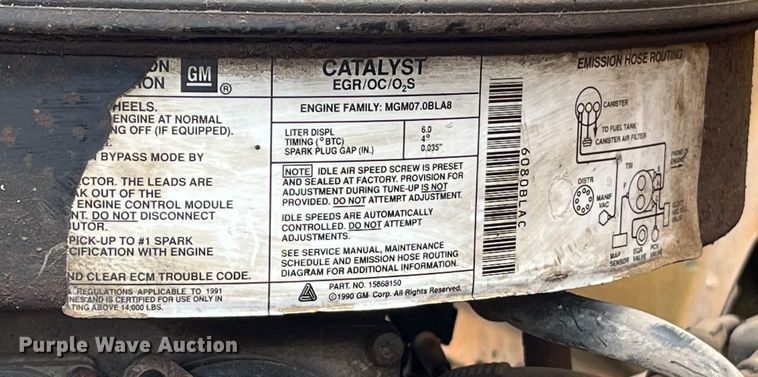 ON
ION
GM ®
HEELS.
ENGINE AT NORMAL
NG OFF (IF EQUIPPED).
BYPASS MODE BY
CTOR. THE LEADS ARE
AK OUT OF THE
ENGINE CONTROL MODULE
NT. DO NOT DISCONNECT
UTOR.
PICK-UP TO #1 SPARK
CIFICATION WITH ENGINE
ND CLEAR ECM TROUBLE CODE.
REGULATIONS APPLICABLE TO 1991
NES AND IS CERTIFIED FOR USE ONLY IN
TING ABOVE 14,000 LBS.
CATALYST
EGR/OC/O2S
ENGINE FAMILY: MGM07.0BLA8
LITER DISPL 6.0
TIMING (°BTC) 4°
SPARK PLUG GAP (IN.) 0.035"
NOTE IDLE AIR SPEED SCREW IS PRESET
AND SEALED AT FACTORY. PROVISION FOR
ADJUSTMENT DURING TUNE-UP IS NOT
PROVIDED. DO NOT ATTEMPT ADJUSTMENT.
IDLE SPEEDS ARE AUTOMATICALLY
CONTROLLED. DO NOT ATTEMPT
ADJUSTMENTS.
SEE SERVICE MANUAL, MAINTENANCE
SCHEDULE AND EMISSION HOSE ROUTING
DIAGRAM FOR ADDITIONAL INFORMATION.
PART. NO. 15668150
©1990 GM Corp. All Rights Reserved.
6080BLAC
EMISSION HOSE ROUTING
CANISTER
TO FUEL TANK
CANISTER AIR FILTER
DISTR
TBI
F
FRONT OF
MANIF
VAC
MAP
SENSOR
EGR
VALVE
PCV
VALVE
Purple Wave Auction